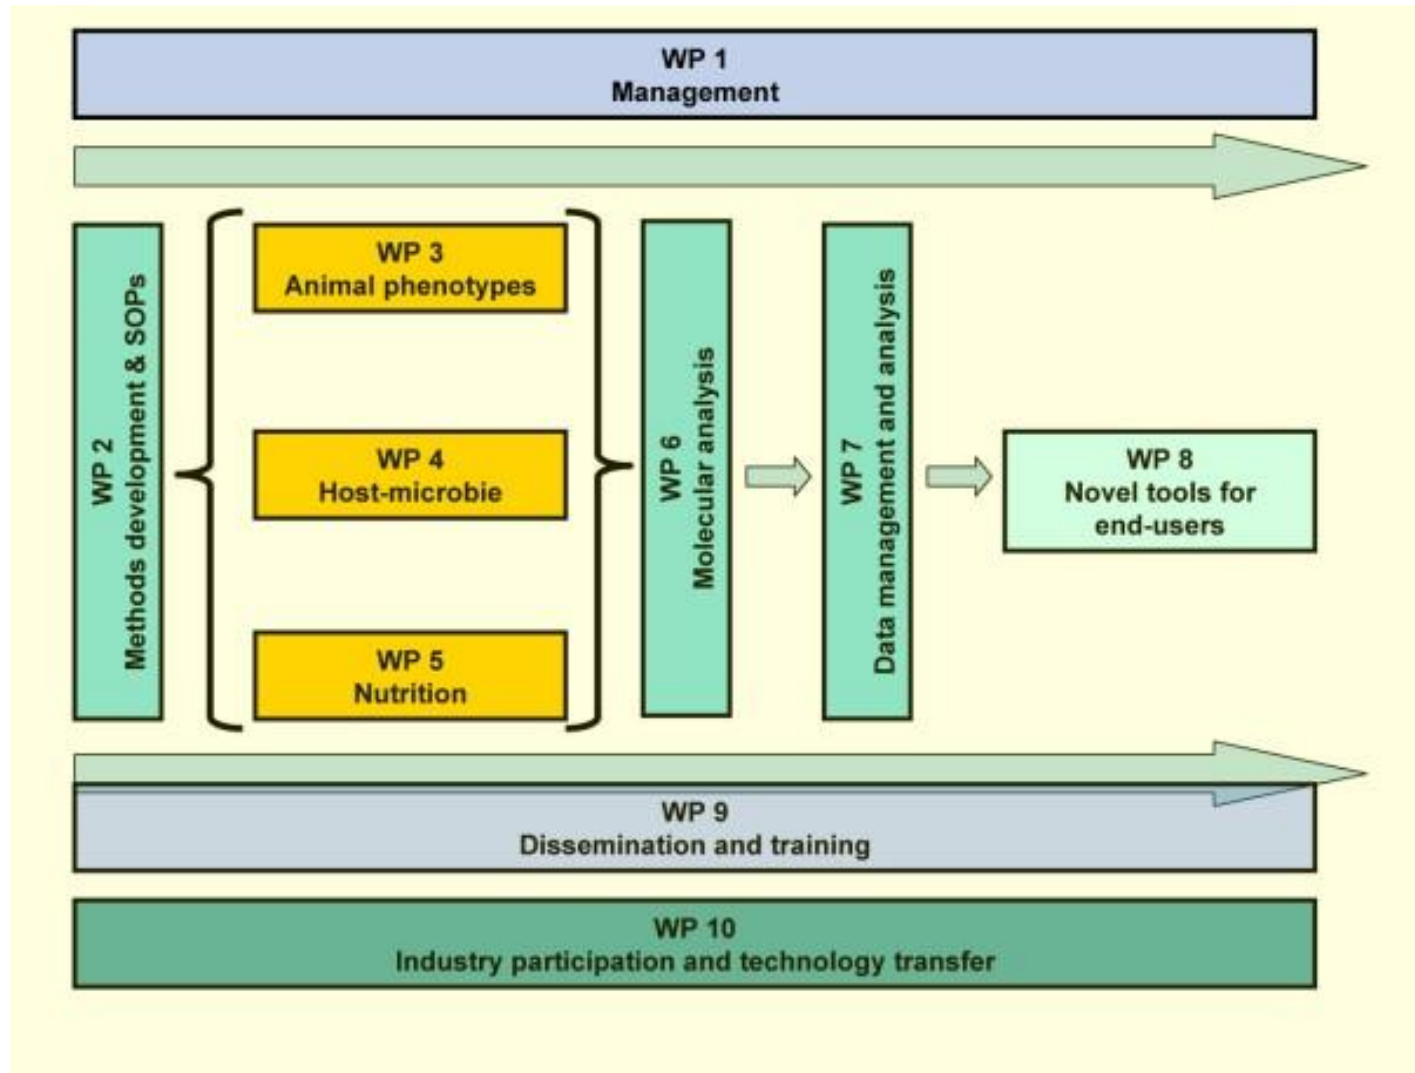 WP 1
Management
WP 2
Methods development & SOPs
WP 3
Animal phenotypes
WP 4
Host-microbie
WP 5
Nutrition
WP 6
Molecular analysis
WP 7
Data management and analysis
WP 8
Novel tools for
end-users
WP 9
Dissemination and training
WP 10
Industry participation and technology transfer